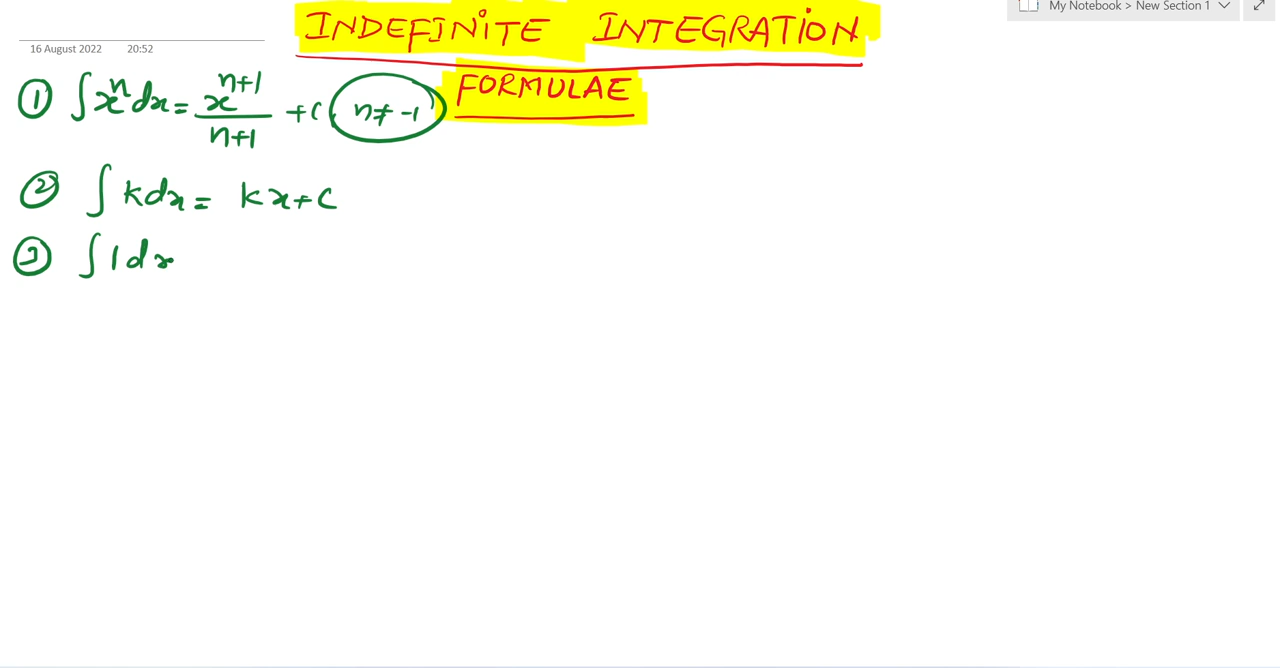 My Notebook > New Section 1
INDEFINITE INTEGRATION
FORMULAE
16 August 2022 20:52
① ∫xⁿdx = xⁿ⁺¹/n+1 +C, n≠-1
② ∫kdx = kx+C
③ ∫1dx